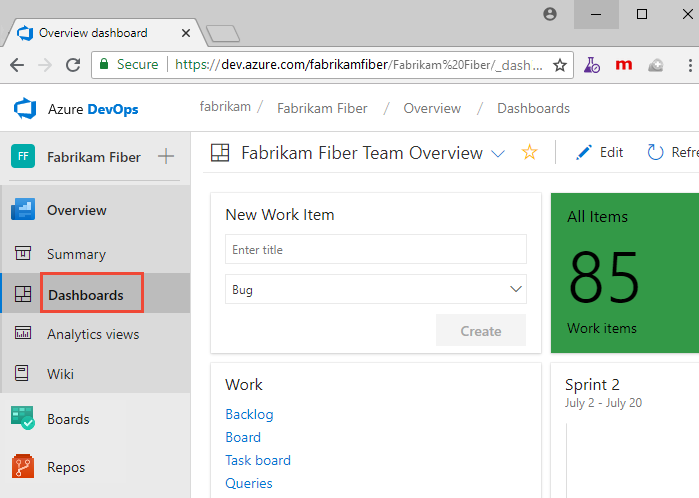 Overview dashboard
Secure https://dev.azure.com/fabrikamfiber/Fabrikam%20Fiber/_dash...
m
Azure DevOps
fabrikam / Fabrikam Fiber / Overview / Dashboards
FF Fabrikam Fiber
Fabrikam Fiber Team Overview
Edit
Refre
Overview
Summary
Dashboards
Analytics views
Wiki
Boards
Repos
New Work Item
Enter title
Bug
Create
All Items
85
Work items
Work
Backlog
Board
Task board
Queries
Sprint 2
July 2 - July 20